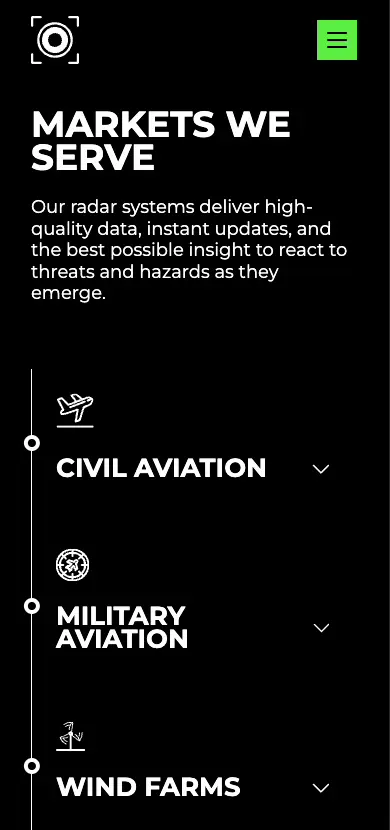 MARKETS WE
SERVE
Our radar systems deliver high-
quality data, instant updates, and
the best possible insight to react to
threats and hazards as they
emerge.
CIVIL AVIATION
MILITARY
AVIATION
WIND FARMS